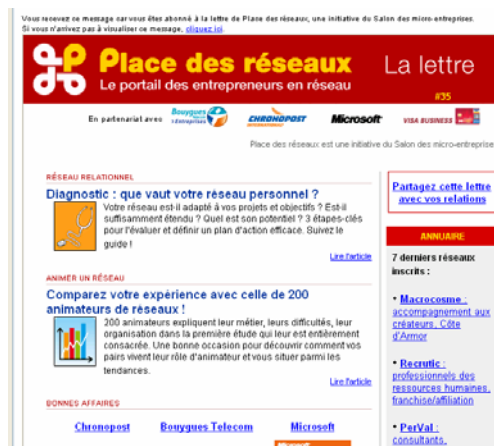 Vous recevez ce message car vous êtes abonné à la lettre de Place des réseaux, une initiative du Salon des micro-entreprises.
Si vous n'arrivez pas à visualiser ce message, cliquez ici.
Place des réseaux
Le portail des entrepreneurs en réseau
La lettre
#35
En partenariat avec
Bouygues Telecom
Entreprises
CHRONOPOST
INTERNATIONAL
Microsoft
VISA BUSINESS
Place des réseaux est une initiative du Salon des micro-entreprise
RÉSEAU RELATIONNEL
Diagnostic : que vaut votre réseau personnel ?
Votre réseau est-il adapté à vos projets et objectifs ? Est-il
suffisamment étendu ? Quel est son potentiel ? 3 étapes-clés
pour l'évaluer et définir un plan d'action efficace. Suivez le
guide !
Lire l'article
ANIMER UN RÉSEAU
Comparez votre expérience avec celle de 200
animateurs de réseaux !
200 animateurs expliquent leur métier, leurs difficultés, leur
organisation dans la première étude qui leur est entièrement
consacrée. Une bonne occasion pour découvrir comment vos
pairs vivent leur rôle d'animateur et vous situer parmi les
tendances.
Lire l'article
BONNES AFFAIRES
Chronopost
Bouygues Telecom
Microsoft
Partagez cette lettre
avec vos relations
ANNUAIRE
7 derniers réseaux
inscrits :
• Macrocosme :
accompagnement aux
créateurs, Côte
d'Armor
• Recrutic :
professionnels des
ressources humaines,
franchise/affiliation
• PerVal :
consultants,